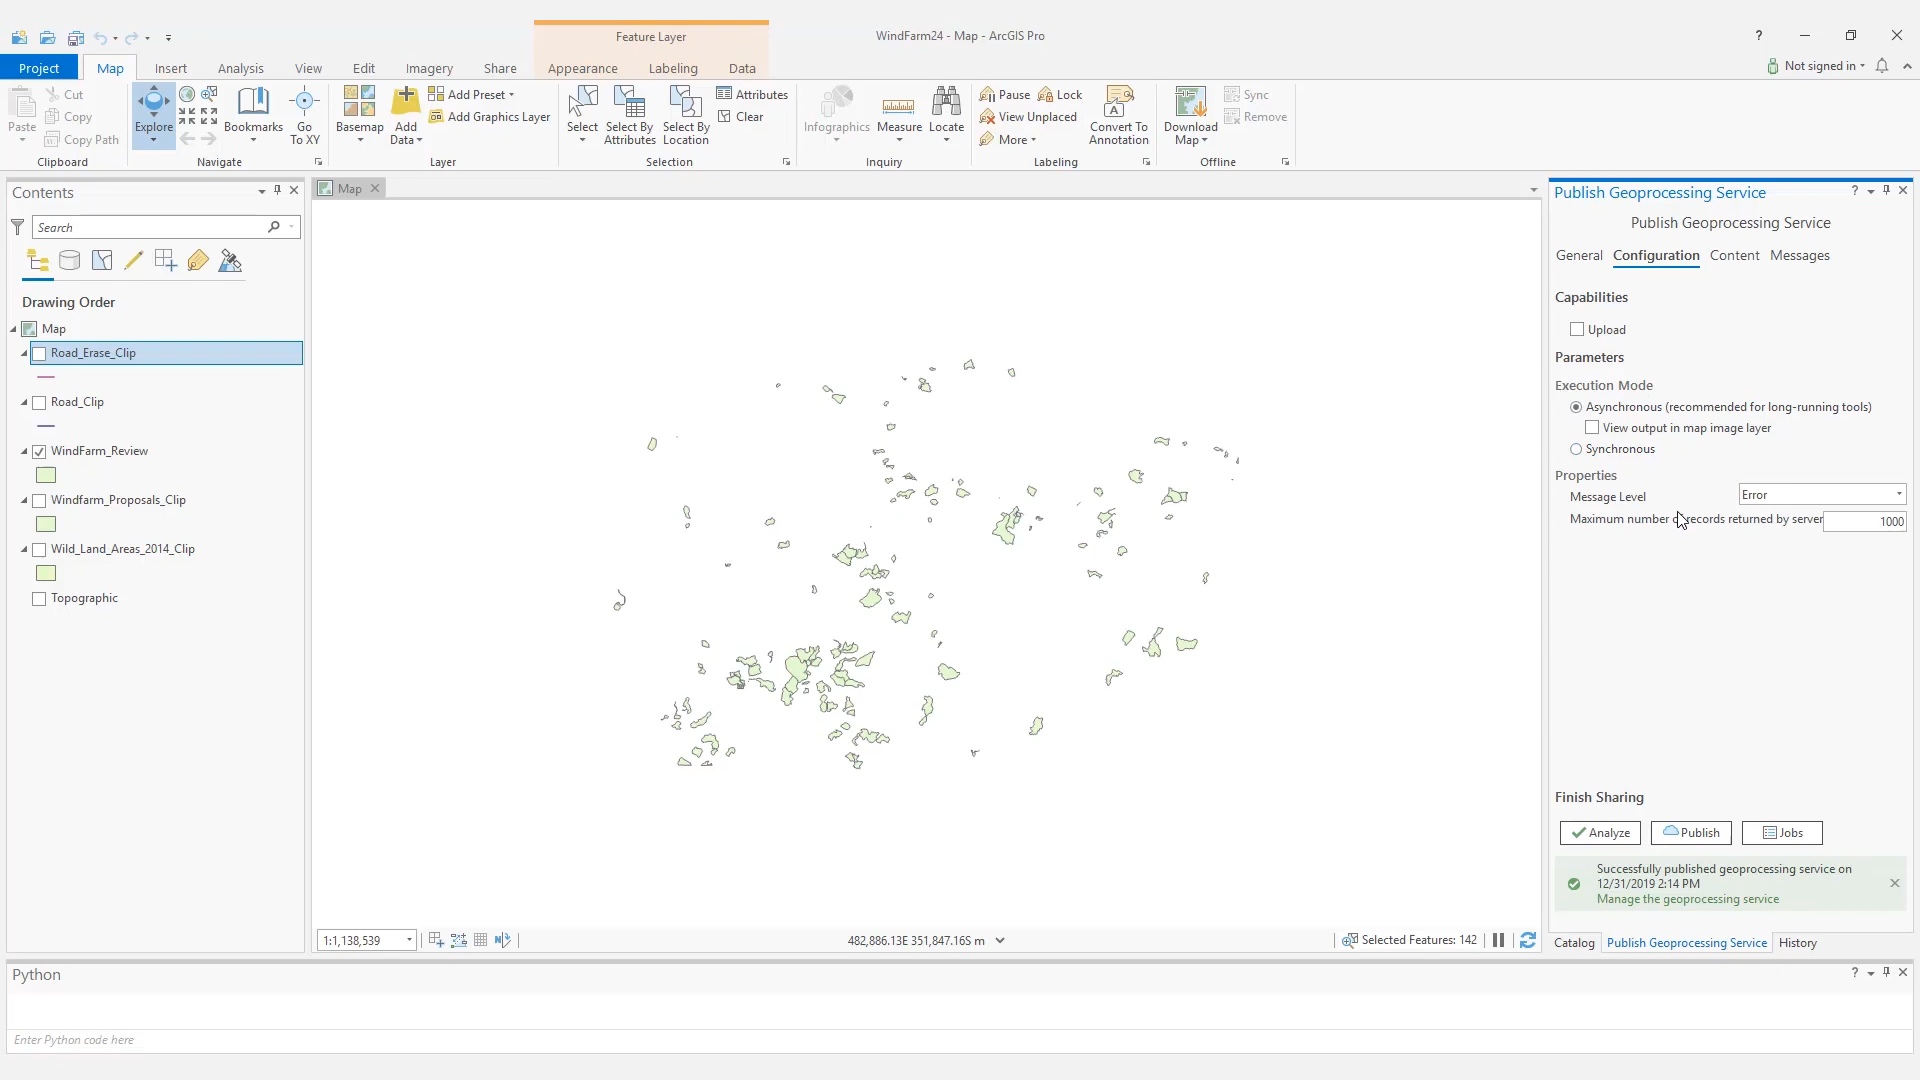 Feature Layer
WindFarm24 - Map - ArcGIS Pro
?
Project
Map
Insert
Analysis
View
Edit
Imagery
Share
Appearance
Labeling
Data
Not signed in
Paste
Cut
Copy
Copy Path
Clipboard
Explore
Bookmarks
Go
To XY
Navigate
Basemap
Add
Data
Add Preset
Add Graphics Layer
Layer
Select
Select By
Attributes
Select By
Location
Attributes
Clear
Selection
Infographics
Measure
Locate
Inquiry
Pause
Lock
View Unplaced
More
Convert To
Annotation
Labeling
Download
Map
Sync
Remove
Offline
Contents
Search
Drawing Order
Map
Road_Erase_Clip
Road_Clip
WindFarm_Review
Windfarm_Proposals_Clip
Wild_Land_Areas_2014_Clip
Topographic
Map
1:1,138,539
482,886.13E 351,847.16S m
Selected Features: 142
Publish Geoprocessing Service
?
Publish Geoprocessing Service
General
Configuration
Content
Messages
Capabilities
Upload
Parameters
Execution Mode
Asynchronous (recommended for long-running tools)
View output in map image layer
Synchronous
Properties
Message Level
Error
Maximum number records returned by server
1000
Finish Sharing
Analyze
Publish
Jobs
Successfully published geoprocessing service on
12/31/2019 2:14 PM
Manage the geoprocessing service
Catalog
Publish Geoprocessing Service
History
Python
?
Enter Python code here